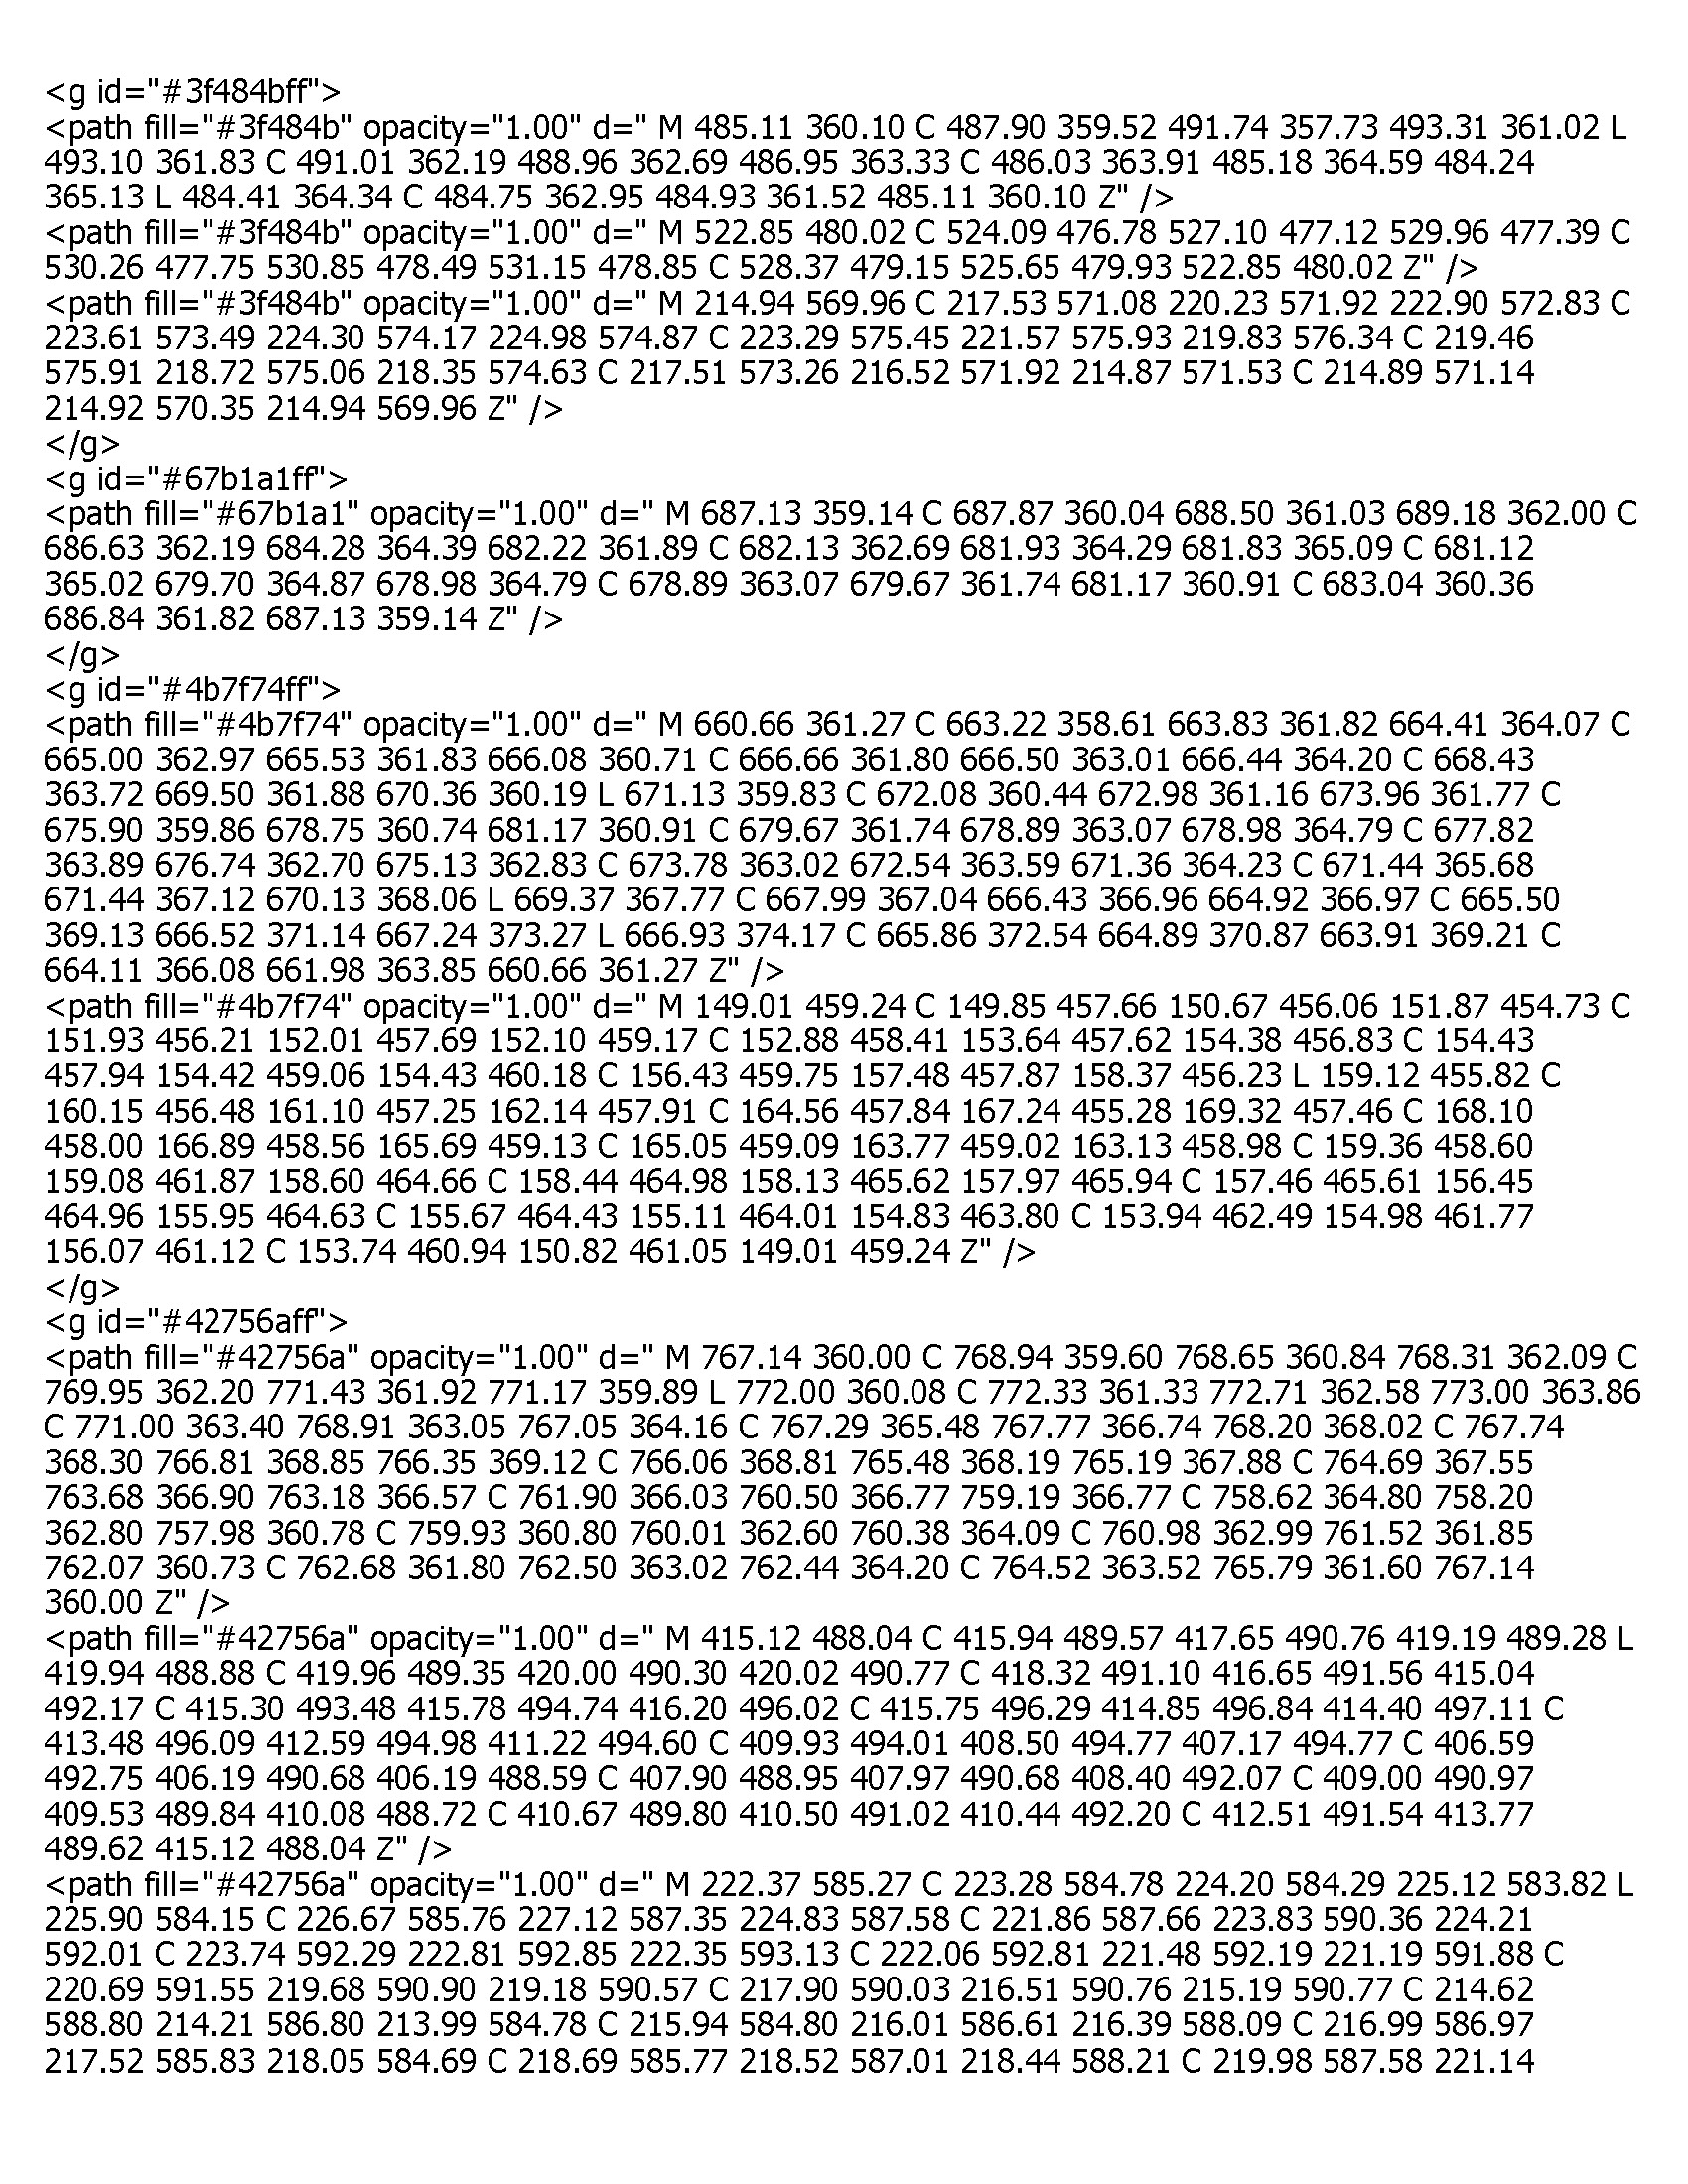 <g id="#3f484bff">
<path fill="#3f484b" opacity="1.00" d=" M 485.11 360.10 C 487.90 359.52 491.74 357.73 493.31 361.02 L
493.10 361.83 C 491.01 362.19 488.96 362.69 486.95 363.33 C 486.03 363.91 485.18 364.59 484.24
365.13 L 484.41 364.34 C 484.75 362.95 484.93 361.52 485.11 360.10 Z" />
<path fill="#3f484b" opacity="1.00" d=" M 522.85 480.02 C 524.09 476.78 527.10 477.12 529.96 477.39 C
530.26 477.75 530.85 478.49 531.15 478.85 C 528.37 479.15 525.65 479.93 522.85 480.02 Z" />
<path fill="#3f484b" opacity="1.00" d=" M 214.94 569.96 C 217.53 571.08 220.23 571.92 222.90 572.83 C
223.61 573.49 224.30 574.17 224.98 574.87 C 223.29 575.45 221.57 575.93 219.83 576.34 C 219.46
575.91 218.72 575.06 218.35 574.63 C 217.51 573.26 216.52 571.92 214.87 571.53 C 214.89 571.14
214.92 570.35 214.94 569.96 Z" />
</g>
<g id="#67b1a1ff">
<path fill="#67b1a1" opacity="1.00" d=" M 687.13 359.14 C 687.87 360.04 688.50 361.03 689.18 362.00 C
686.63 362.19 684.28 364.39 682.22 361.89 C 682.13 362.69 681.93 364.29 681.83 365.09 C 681.12
365.02 679.70 364.87 678.98 364.79 C 678.89 363.07 679.67 361.74 681.17 360.91 C 683.04 360.36
686.84 361.82 687.13 359.14 Z" />
</g>
<g id="#4b7f74ff">
<path fill="#4b7f74" opacity="1.00" d=" M 660.66 361.27 C 663.22 358.61 663.83 361.82 664.41 364.07 C
665.00 362.97 665.53 361.83 666.08 360.71 C 666.66 361.80 666.50 363.01 666.44 364.20 C 668.43
363.72 669.50 361.88 670.36 360.19 L 671.13 359.83 C 672.08 360.44 672.98 361.16 673.96 361.77 C
675.90 359.86 678.75 360.74 681.17 360.91 C 679.67 361.74 678.89 363.07 678.98 364.79 C 677.82
363.89 676.74 362.70 675.13 362.83 C 673.78 363.02 672.54 363.59 671.36 364.23 C 671.44 365.68
671.44 367.12 670.13 368.06 L 669.37 367.77 C 667.99 367.04 666.43 366.96 664.92 366.97 C 665.50
369.13 666.52 371.14 667.24 373.27 L 666.93 374.17 C 665.86 372.54 664.89 370.87 663.91 369.21 C
664.11 366.08 661.98 363.85 660.66 361.27 Z" />
<path fill="#4b7f74" opacity="1.00" d=" M 149.01 459.24 C 149.85 457.66 150.67 456.06 151.87 454.73 C
151.93 456.21 152.01 457.69 152.10 459.17 C 152.88 458.41 153.64 457.62 154.38 456.83 C 154.43
457.94 154.42 459.06 154.43 460.18 C 156.43 459.75 157.48 457.87 158.37 456.23 L 159.12 455.82 C
160.15 456.48 161.10 457.25 162.14 457.91 C 164.56 457.84 167.24 455.28 169.32 457.46 C 168.10
458.00 166.89 458.56 165.69 459.13 C 165.05 459.09 163.77 459.02 163.13 458.98 C 159.36 458.60
159.08 461.87 158.60 464.66 C 158.44 464.98 158.13 465.62 157.97 465.94 C 157.46 465.61 156.45
464.96 155.95 464.63 C 155.67 464.43 155.11 464.01 154.83 463.80 C 153.94 462.49 154.98 461.77
156.07 461.12 C 153.74 460.94 150.82 461.05 149.01 459.24 Z" />
</g>
<g id="#42756aff">
<path fill="#42756a" opacity="1.00" d=" M 767.14 360.00 C 768.94 359.60 768.65 360.84 768.31 362.09 C
769.95 362.20 771.43 361.92 771.17 359.89 L 772.00 360.08 C 772.33 361.33 772.71 362.58 773.00 363.86
C 771.00 363.40 768.91 363.05 767.05 364.16 C 767.29 365.48 767.77 366.74 768.20 368.02 C 767.74
368.30 766.81 368.85 766.35 369.12 C 766.06 368.81 765.48 368.19 765.19 367.88 C 764.69 367.55
763.68 366.90 763.18 366.57 C 761.90 366.03 760.50 366.77 759.19 366.77 C 758.62 364.80 758.20
362.80 757.98 360.78 C 759.93 360.80 760.01 362.60 760.38 364.09 C 760.98 362.99 761.52 361.85
762.07 360.73 C 762.68 361.80 762.50 363.02 762.44 364.20 C 764.52 363.52 765.79 361.60 767.14
360.00 Z" />
<path fill="#42756a" opacity="1.00" d=" M 415.12 488.04 C 415.94 489.57 417.65 490.76 419.19 489.28 L
419.94 488.88 C 419.96 489.35 420.00 490.30 420.02 490.77 C 418.32 491.10 416.65 491.56 415.04
492.17 C 415.30 493.48 415.78 494.74 416.20 496.02 C 415.75 496.29 414.85 496.84 414.40 497.11 C
413.48 496.09 412.59 494.98 411.22 494.60 C 409.93 494.01 408.50 494.77 407.17 494.77 C 406.59
492.75 406.19 490.68 406.19 488.59 C 407.90 488.95 407.97 490.68 408.40 492.07 C 409.00 490.97
409.53 489.84 410.08 488.72 C 410.67 489.80 410.50 491.02 410.44 492.20 C 412.51 491.54 413.77
489.62 415.12 488.04 Z" />
<path fill="#42756a" opacity="1.00" d=" M 222.37 585.27 C 223.28 584.78 224.20 584.29 225.12 583.82 L
225.90 584.15 C 226.67 585.76 227.12 587.35 224.83 587.58 C 221.86 587.66 223.83 590.36 224.21
592.01 C 223.74 592.29 222.81 592.85 222.35 593.13 C 222.06 592.81 221.48 592.19 221.19 591.88 C
220.69 591.55 219.68 590.90 219.18 590.57 C 217.90 590.03 216.51 590.76 215.19 590.77 C 214.62
588.80 214.21 586.80 213.99 584.78 C 215.94 584.80 216.01 586.61 216.39 588.09 C 216.99 586.97
217.52 585.83 218.05 584.69 C 218.69 585.77 218.52 587.01 218.44 588.21 C 219.98 587.58 221.14